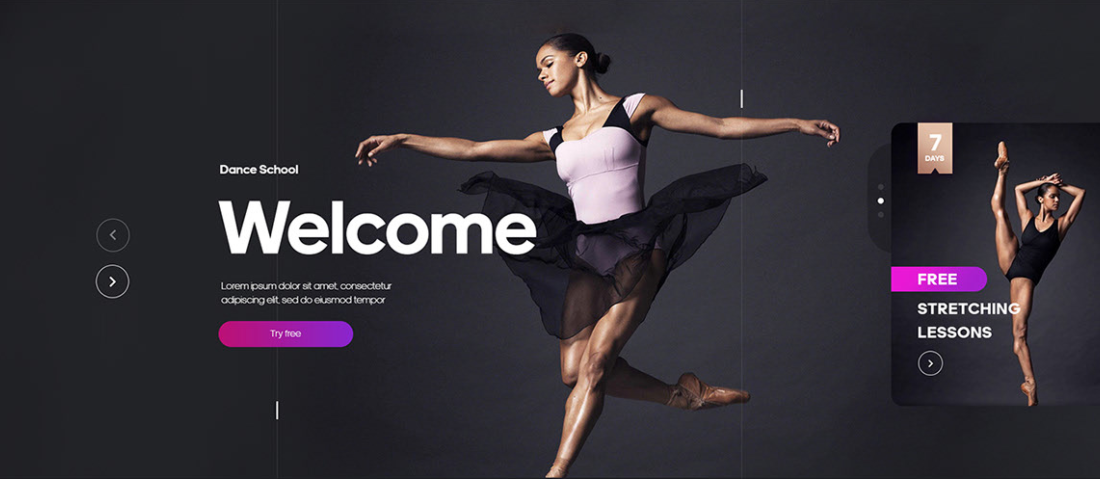 Dance School
Welcome
Lorem ipsum dolor sit amet, consectetur
adipiscing elit, sed do eiusmod tempor
Try free
7
DAYS
FREE
STRETCHING
LESSONS